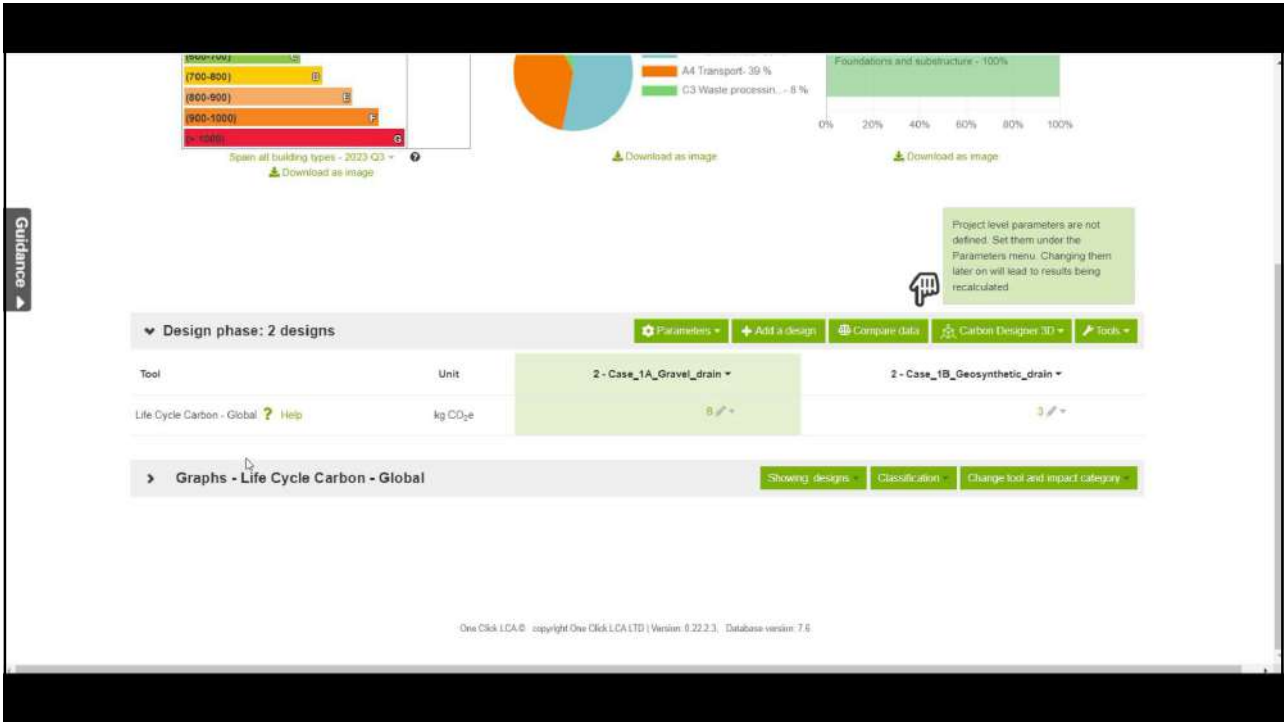 (600-700) C
(700-800) D
(800-900) E
(900-1000) F
(> 1000) G
Spain all building types - 2023 Q3
Download as image
A4 Transport- 39 %
C3 Waste processin.. - 8 %
Download as image
Foundations and substructure - 100%
0% 20% 40% 60% 80% 100%
Download as image
Guidance
Project level parameters are not
defined. Set them under the
Parameters menu. Changing them
later on will lead to results being
recalculated
Design phase: 2 designs
Parameters
Add a design
Compare data
Carbon Designer 3D
Tools
Tool Unit 2 - Case_1A_Gravel_drain 2 - Case_1B_Geosynthetic_drain
Life Cycle Carbon - Global ? Help kg CO₂e 8 3
Graphs - Life Cycle Carbon - Global
Showing: designs
Classification
Change tool and impact category
One Click LCA © copyright One Click LCA LTD | Version: 0.22.2.3, Database version: 7.6